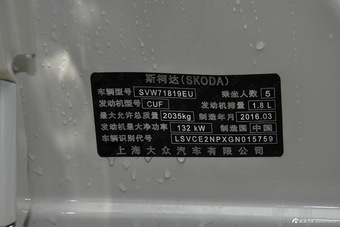 斯柯达(SKODA)
车辆型号 SVW71819EU 乘坐人数 5
发动机型号 CUF 发动机排量 1.8 L
最大允许总质量 2035kg 制造年月 2016.03
发动机最大净功率 132 kW 制造国 中国
车辆识别代号 LSVCE2NPXGN015759
上海大众汽车有限公司